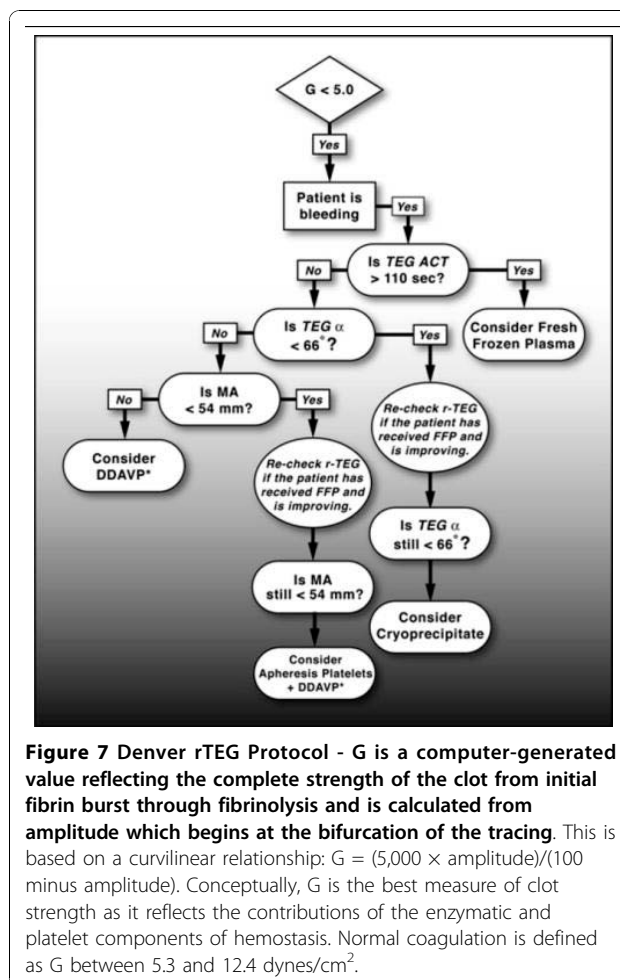 G < 5.0
Yes
Patient is
bleeding
Yes
Is TEG ACT
> 110 sec?
No
Yes
Is TEG α
< 66°?
Consider Fresh
Frozen Plasma
No
Yes
Is MA
< 54 mm?
No
Yes
Re-check r-TEG
if the patient has
received FFP and
is improving.
Consider
DDAVP*
Re-check r-TEG
if the patient has
received FFP and
is improving.
Is TEG α
still < 66°?
Is MA
still < 54 mm?
Consider
Cryoprecipitate
Consider
Apheresis Platelets
+ DDAVP*
Figure 7 Denver rTEG Protocol - G is a computer-generated
value reflecting the complete strength of the clot from initial
fibrin burst through fibrinolysis and is calculated from
amplitude which begins at the bifurcation of the tracing. This is
based on a curvilinear relationship: G = (5,000 × amplitude)/(100
minus amplitude). Conceptually, G is the best measure of clot
strength as it reflects the contributions of the enzymatic and
platelet components of hemostasis. Normal coagulation is defined
as G between 5.3 and 12.4 dynes/cm².